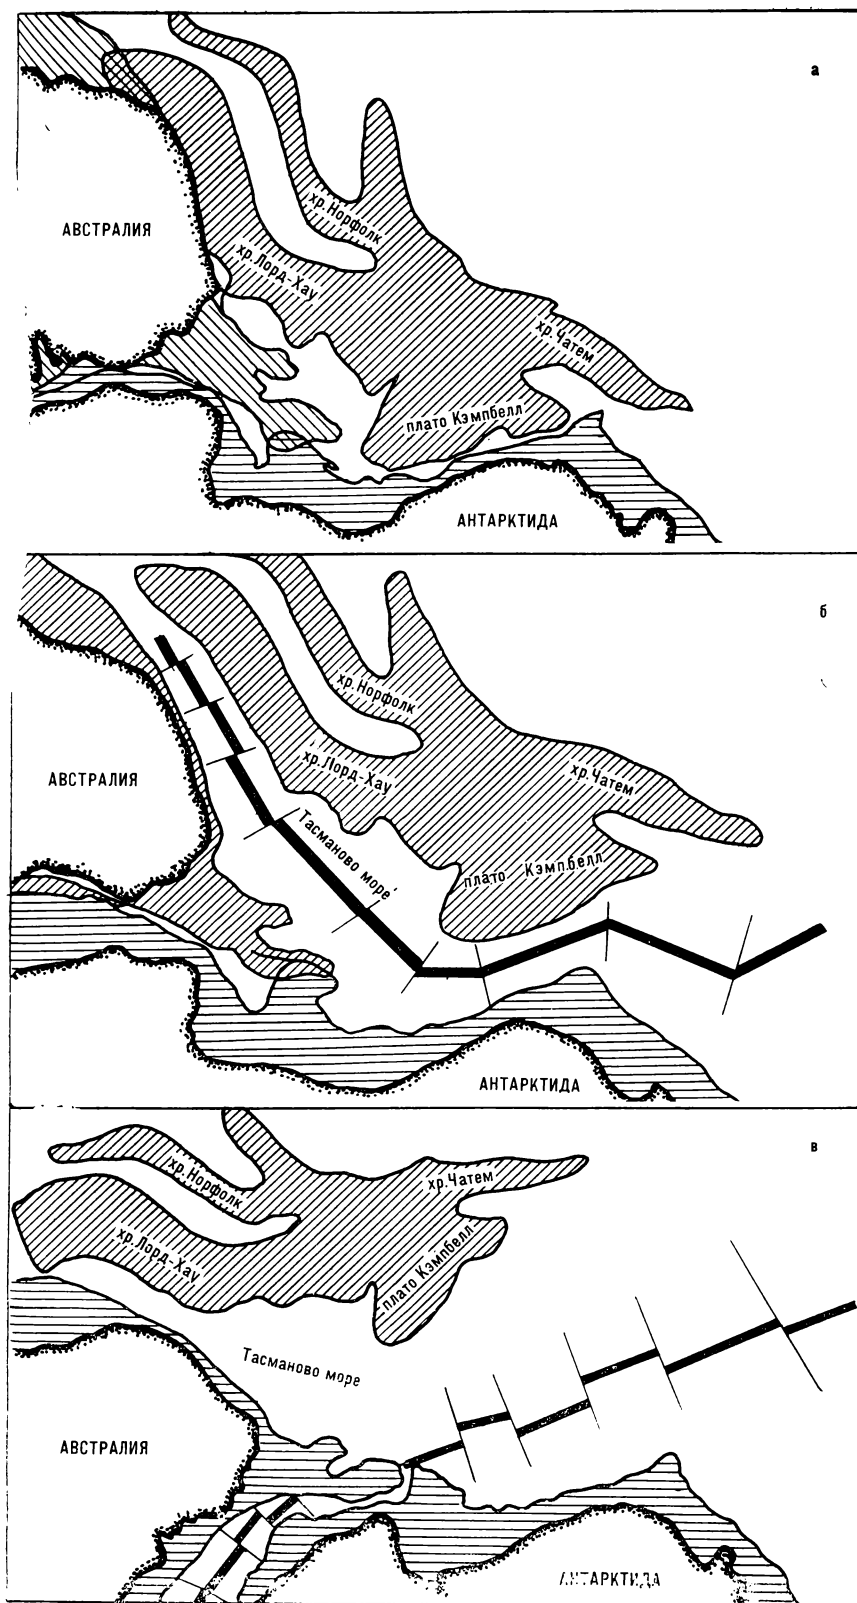 а
АВСТРАЛИЯ
хр. Норфолк
хр. Лорд-Хау
хр. Чатем
плато Кэмпбелл
АНТАРКТИДА
б
хр. Норфолк
АВСТРАЛИЯ
хр. Лорд-Хау
хр. Чатем
Тасманово море
плато Кэмпбелл
АНТАРКТИДА
в
хр. Норфолк
хр. Чатем
хр. Лорд-Хау
плато Кэмпбелл
Тасманово море
АВСТРАЛИЯ
АНТАРКТИДА